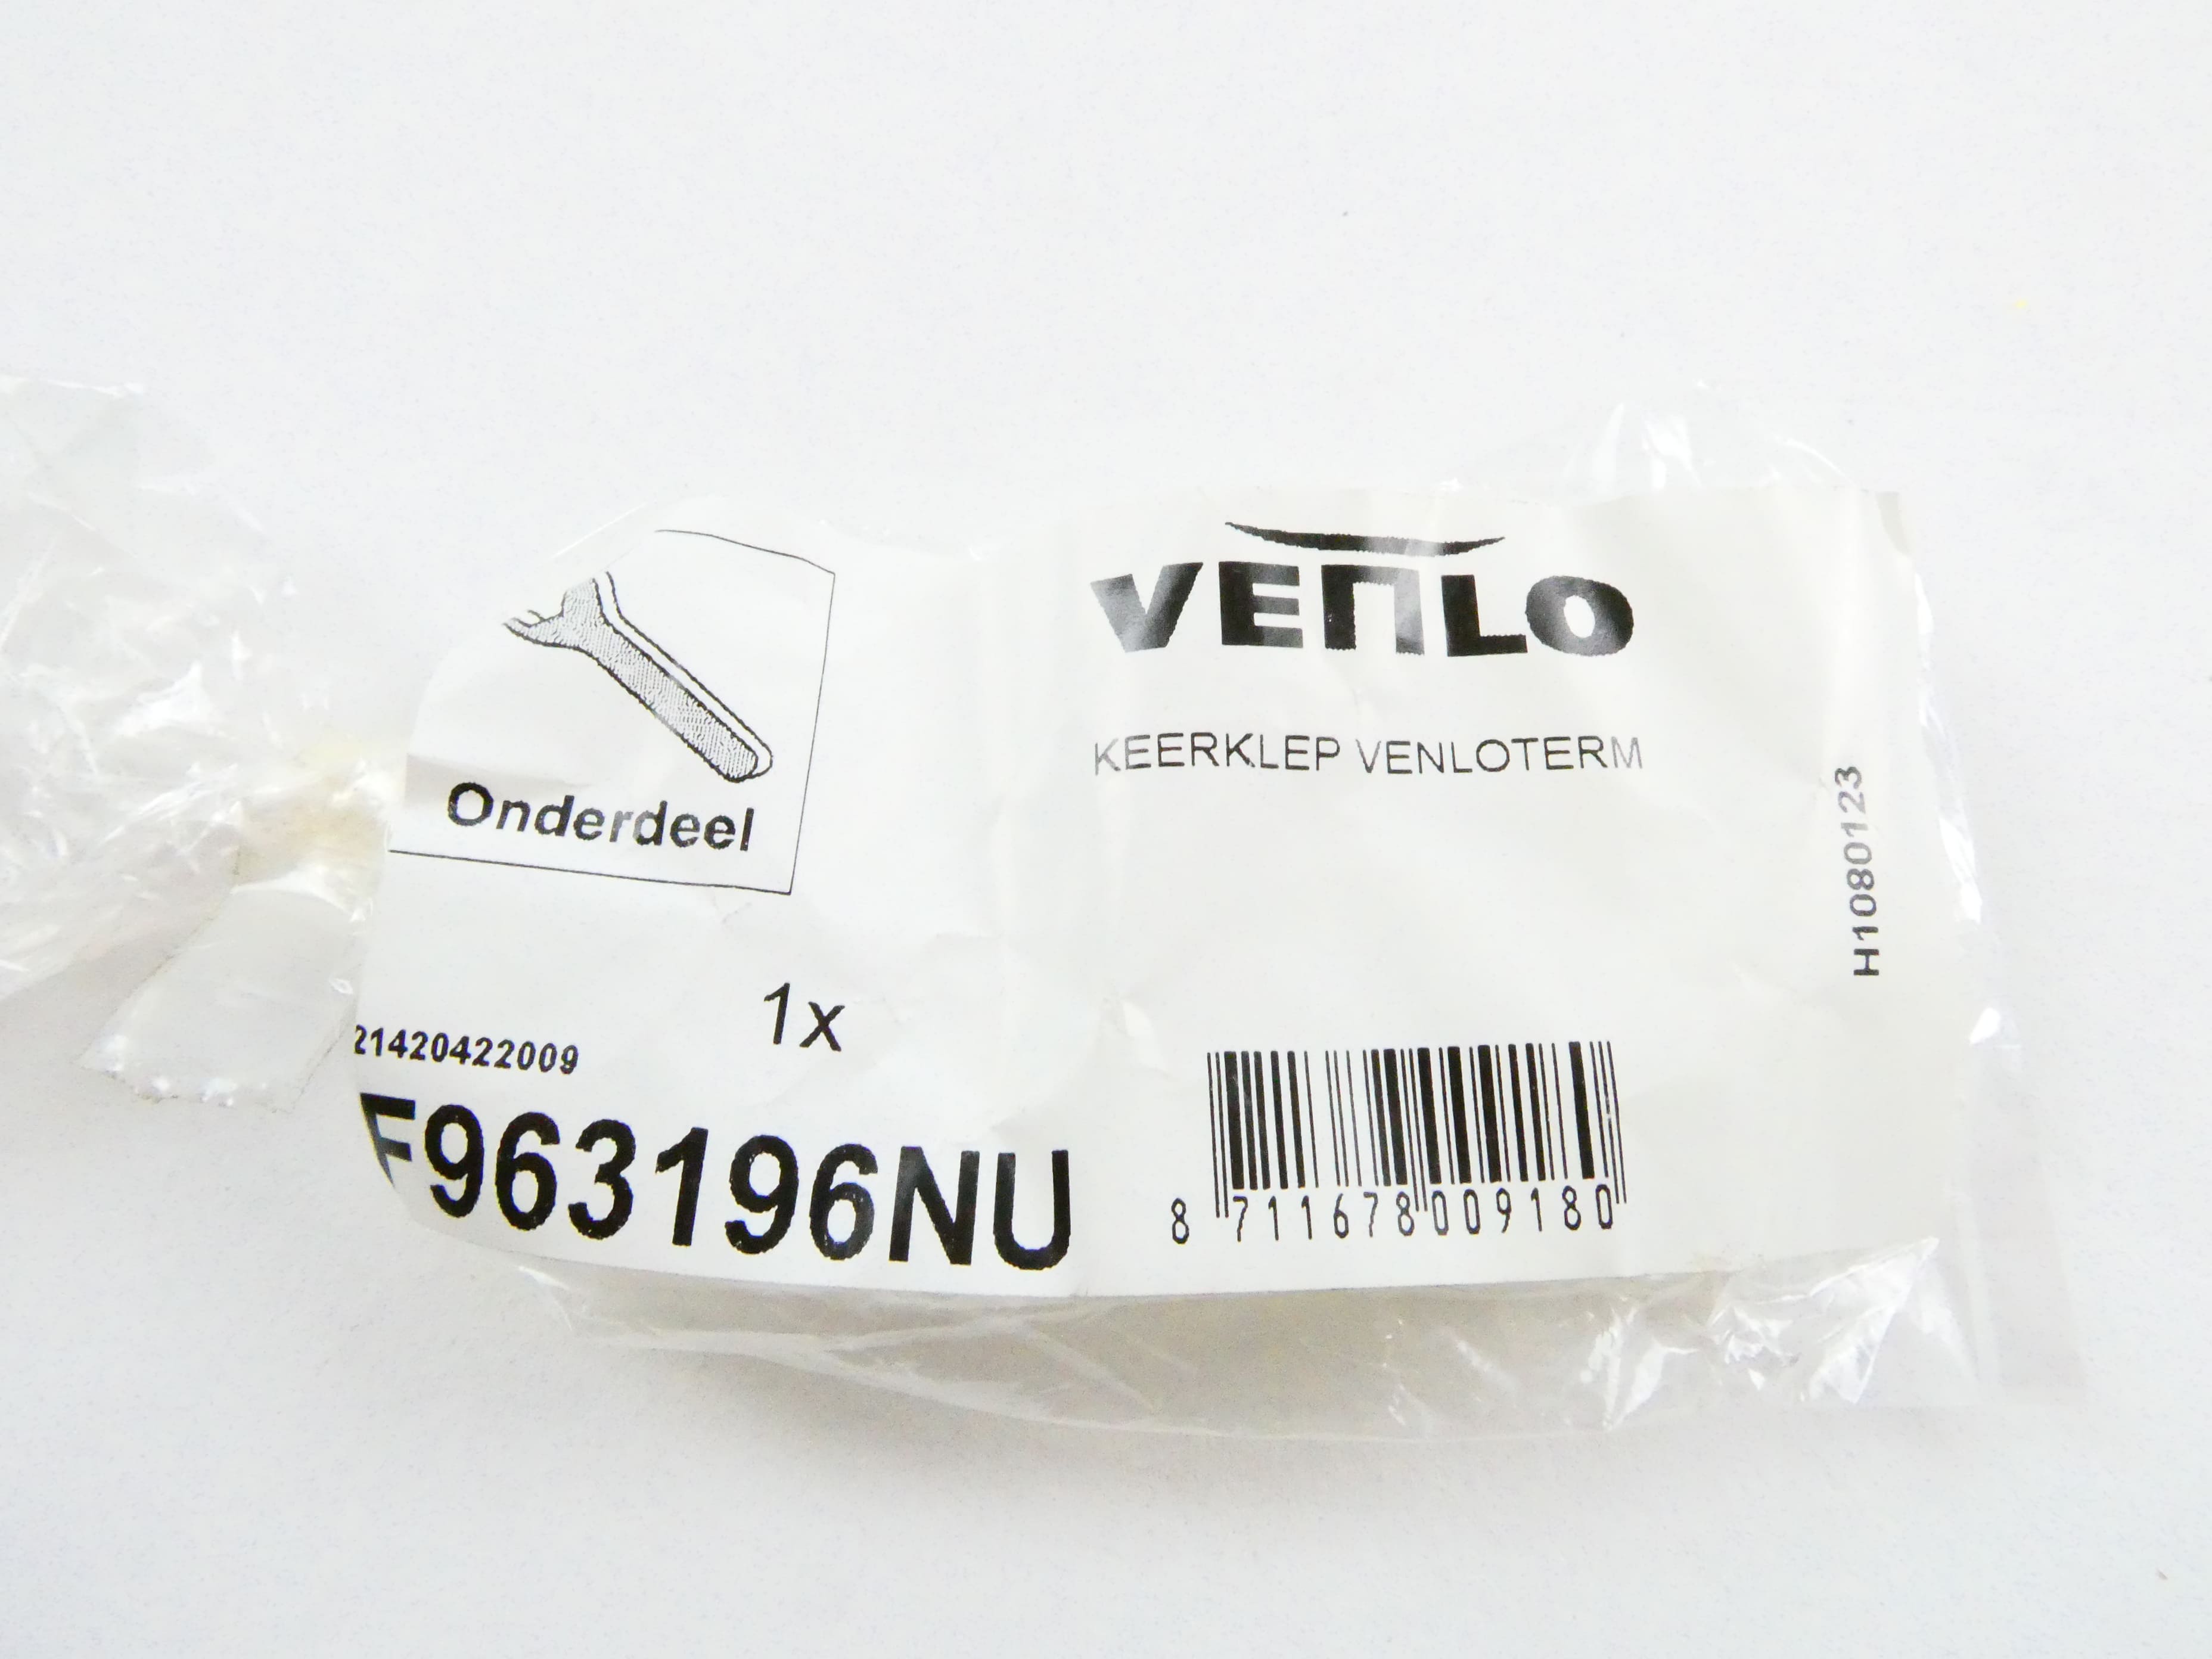 Onderdeel
1x
21420422009
F963196NU
VENLO
KEERKLEP VENLOTERM
H1080123
8 711678 009180